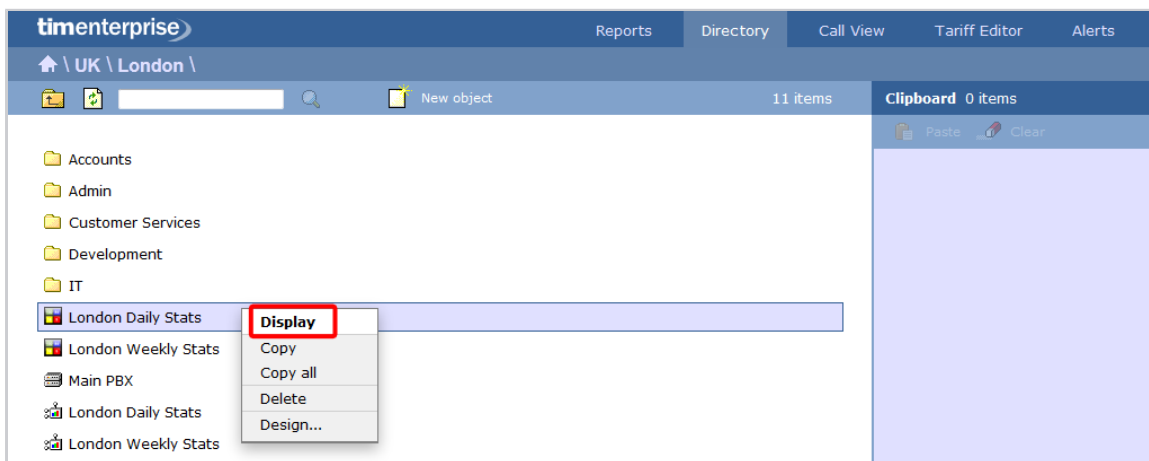 timenterprise
Reports Directory Call View Tariff Editor Alerts
\ UK \ London \
New object 11 items Clipboard 0 items
Paste Clear
Accounts
Admin
Customer Services
Development
IT
London Daily Stats
Display
London Weekly Stats
Copy
Main PBX
Copy all
Delete
London Daily Stats
Design...
London Weekly Stats